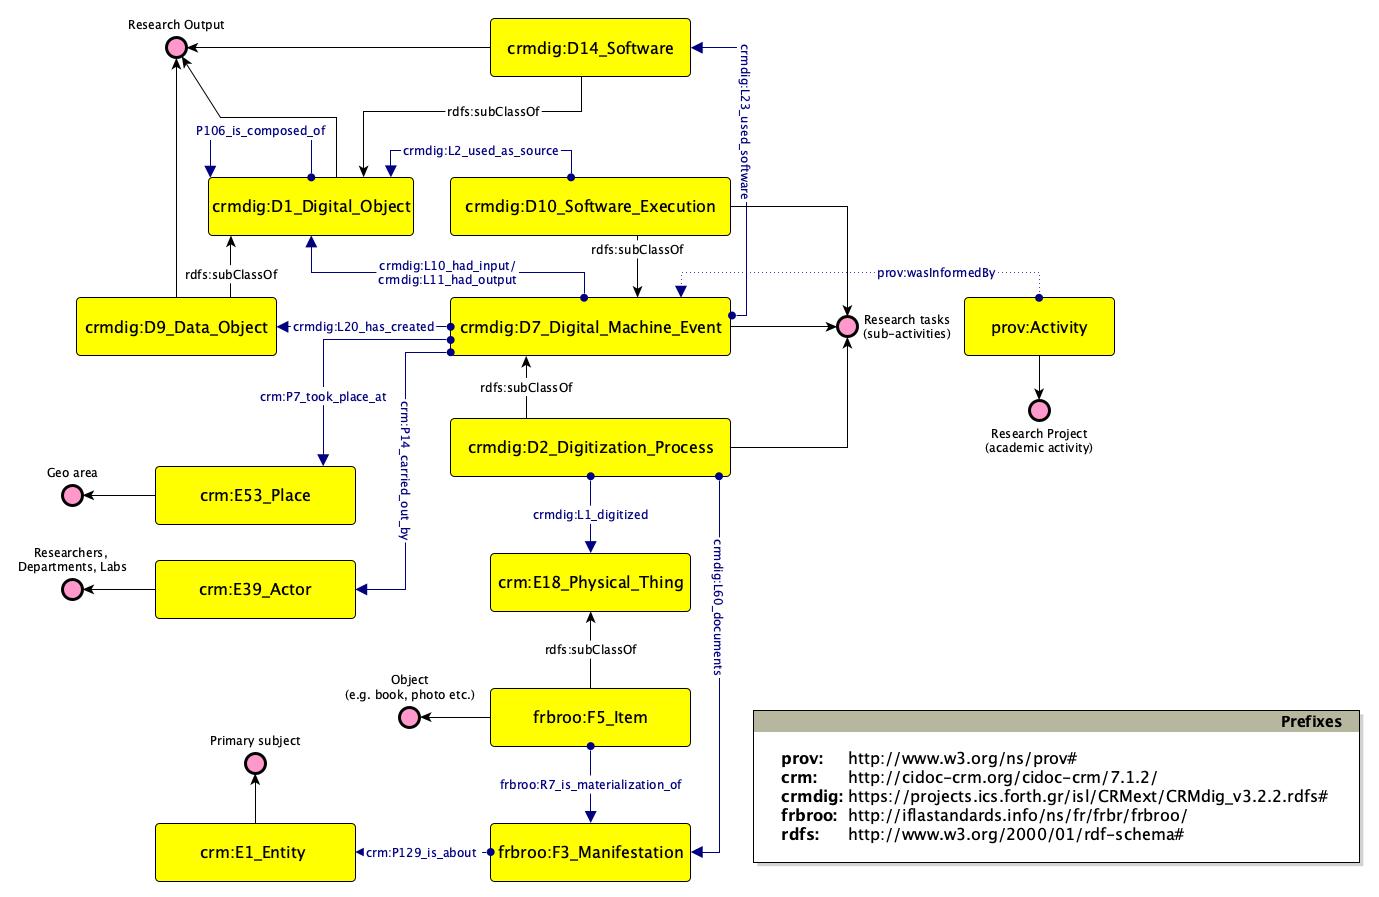 Research Output
crmdig:D14_Software
rdfs:subClassOf
crmdig:L23_used_software
P106_is_composed_of
crmdig:L2_used_as_source
crmdig:D1_Digital_Object
crmdig:D10_Software_Execution
rdfs:subClassOf
rdfs:subClassOf
crmdig:L10_had_input/
crmdig:L11_had_output
prov:wasInformedBy
crmdig:D9_Data_Object
crmdig:L20_has_created
crmdig:D7_Digital_Machine_Event
Research tasks
(sub-activities)
prov:Activity
rdfs:subClassOf
crm:P7_took_place_at
crm:P14_carried_out_by
Research Project
(academic activity)
crmdig:D2_Digitization_Process
Geo area
crm:E53_Place
crmdig:L1_digitized
crmdig:L60_documents
Researchers,
Departments, Labs
crm:E39_Actor
crm:E18_Physical_Thing
rdfs:subClassOf
Object
(e.g. book, photo etc.)
frbroo:F5_Item
Primary subject
frbroo:R7_is_materialization_of
crm:E1_Entity
crm:P129_is_about
frbroo:F3_Manifestation
Prefixes
prov: http://www.w3.org/ns/prov#
crm: http://cidoc-crm.org/cidoc-crm/7.1.2/
crmdig: https://projects.ics.forth.gr/isl/CRMext/CRMdig_v3.2.2.rdfs#
frbroo: http://iflastandards.info/ns/fr/frbr/frbroo/
rdfs: http://www.w3.org/2000/01/rdf-schema#